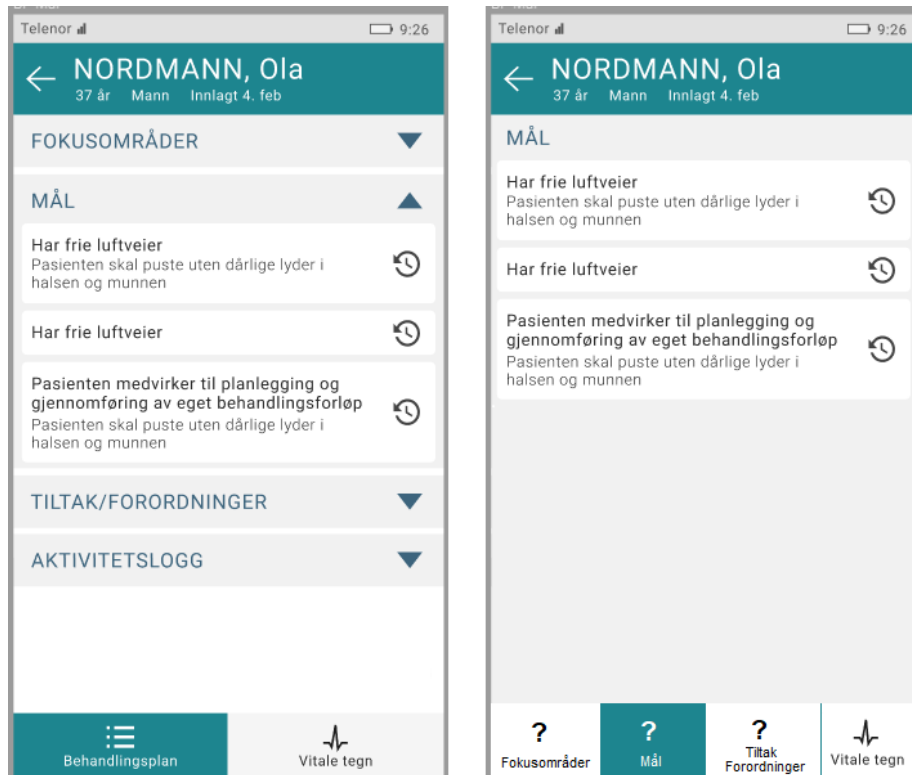 Telenor
9:26
NORDMANN, Ola
37 år Mann Innlagt 4. feb
FOKUSOMRÅDER
MÅL
Har frie luftveier
Pasienten skal puste uten dårlige lyder i
halsen og munnen
Har frie luftveier
Pasienten medvirker til planlegging og
gjennomføring av eget behandlingsforløp
Pasienten skal puste uten dårlige lyder i
halsen og munnen
TILTAK/FORORDNINGER
AKTIVITETSLOGG
Behandlingsplan
Vitale tegn
Telenor
9:26
NORDMANN, Ola
37 år Mann Innlagt 4. feb
MÅL
Har frie luftveier
Pasienten skal puste uten dårlige lyder i
halsen og munnen
Har frie luftveier
Pasienten medvirker til planlegging og
gjennomføring av eget behandlingsforløp
Pasienten skal puste uten dårlige lyder i
halsen og munnen
?
Fokusområder
?
Mål
?
Tiltak
Forordninger
Vitale tegn